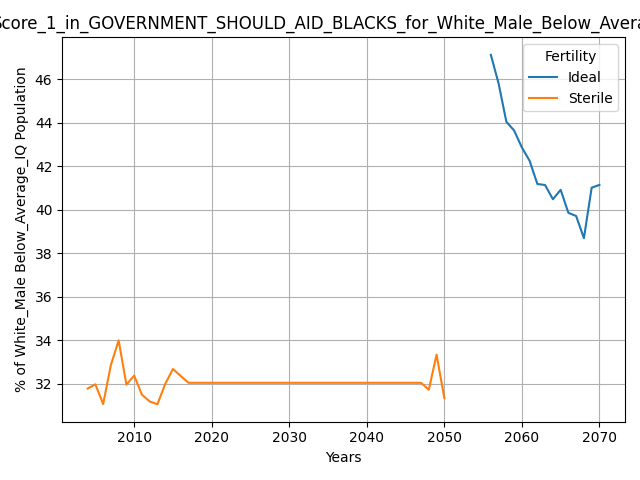 Score_1_in_GOVERNMENT_SHOULD_AID_BLACKS_for_White_Male_Below_Avera
Fertility
Ideal
Sterile
% of White_Male Below_Average_IQ Population
46
44
42
40
38
36
34
32
2010
2020
2030
2040
2050
2060
2070
Years